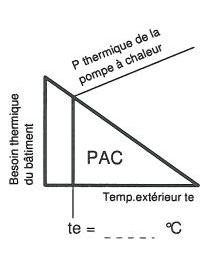 P thermique de la
pompe à chaleur
Besoin thermique
du bâtiment
PAC
Temp.extérieur te
te = _ _ _ _ °C